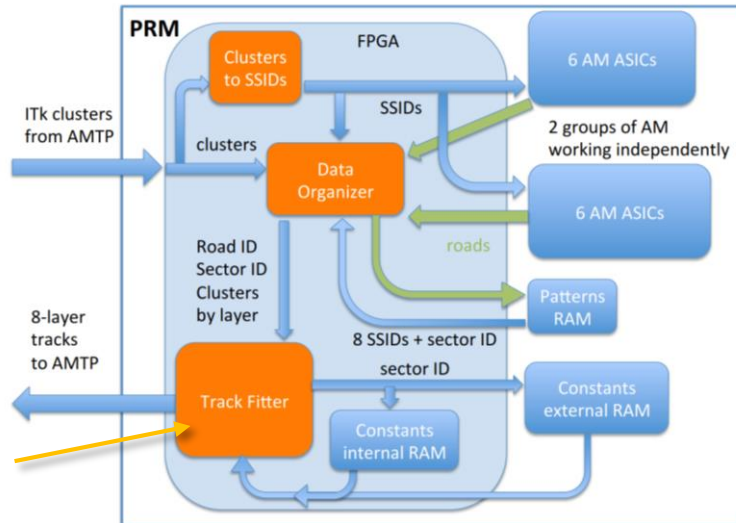 PRM
FPGA
Clusters
to SSIDs
6 AM ASICs
ITk clusters
from AMTP
SSIDs
clusters
2 groups of AM
working independently
Data
Organizer
6 AM ASICs
roads
Road ID
Sector ID
Clusters
by layer
Patterns
RAM
8-layer
tracks
to AMTP
8 SSIDs + sector ID
sector ID
Track Fitter
Constants
external RAM
Constants
internal RAM